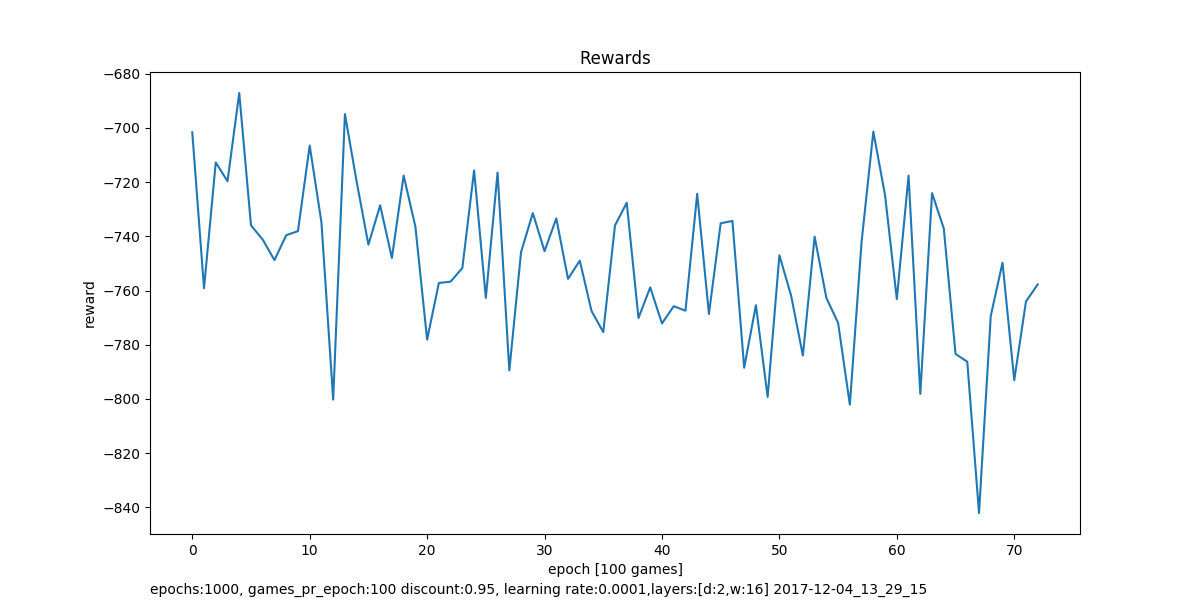 Rewards
−680
−700
−720
−740
−760
−780
−800
−820
−840
reward
0 10 20 30 40 50 60 70
epoch [100 games]
epochs:1000, games_pr_epoch:100 discount:0.95, learning rate:0.0001,layers:[d:2,w:16] 2017-12-04_13_29_15